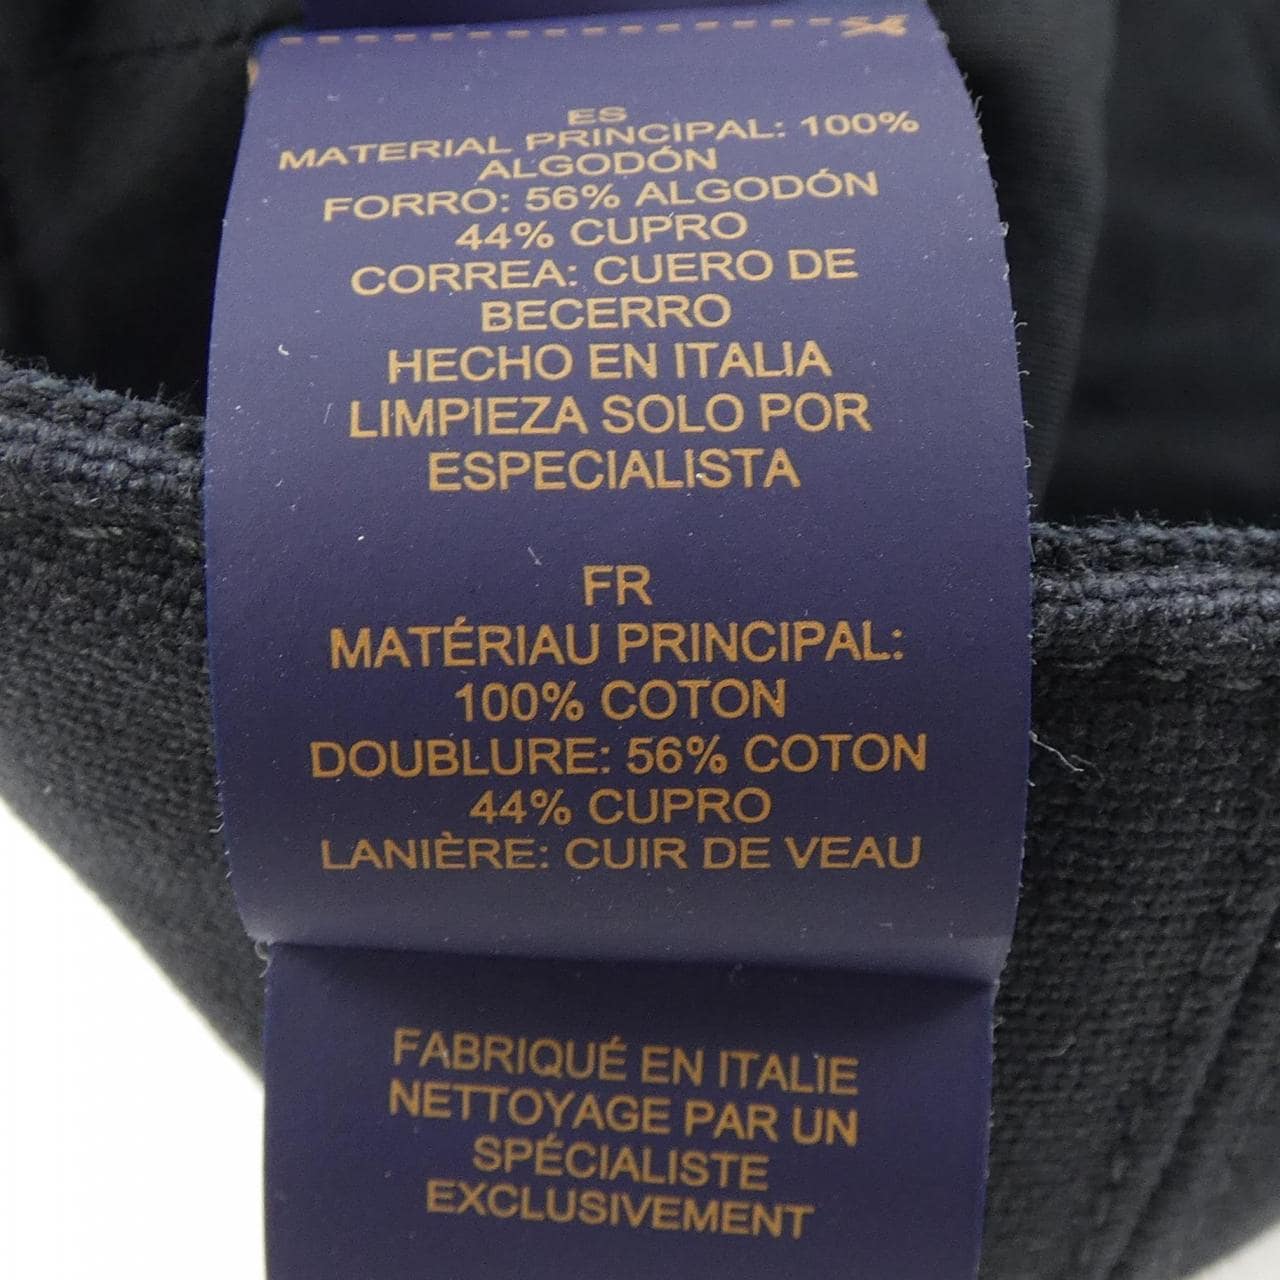 ES
MATERIAL PRINCIPAL: 100%
ALGODÓN
FORRO: 56% ALGODÓN
44% CUPRO
CORREA: CUERO DE
BECERRO
HECHO EN ITALIA
LIMPIEZA SOLO POR
ESPECIALISTA
FR
MATÉRIAU PRINCIPAL:
100% COTON
DOUBLURE: 56% COTON
44% CUPRO
LANIÈRE: CUIR DE VEAU
FABRIQUÉ EN ITALIE
NETTOYAGE PAR UN
SPÉCIALISTE
EXCLUSIVEMENT